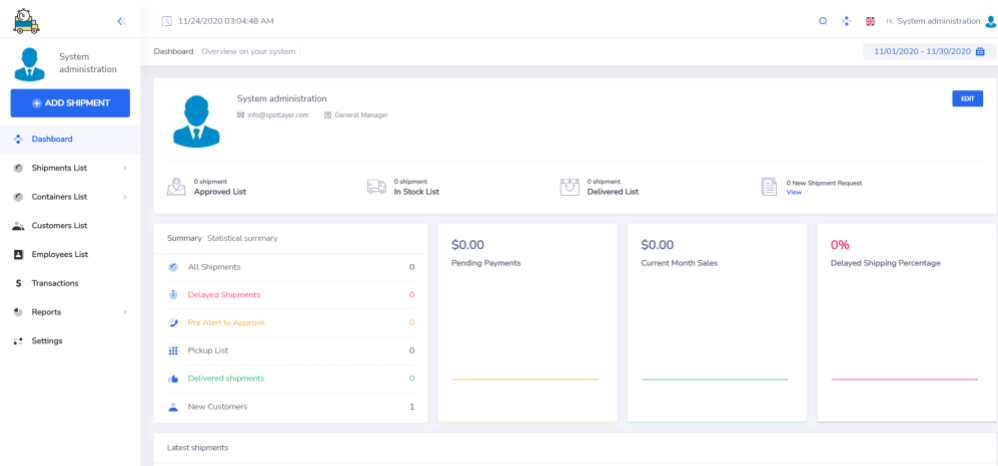 11/24/2020 03:04:48 AM
Hi, System administration
System administration
Dashboard Overview on your system
11/01/2020 - 11/30/2020
ADD SHIPMENT
Dashboard
Shipments List
Containers List
Customers List
Employees List
$ Transactions
Reports
Settings
System administration
info@spotlayer.com General Manager
EDIT
0 shipment
Approved List
0 shipment
In Stock List
0 shipment
Delivered List
0 New Shipment Request
View
Summary Statistical summary
All Shipments 0
Delayed Shipments 0
Pre Alert to Approve 0
Pickup List 0
Delivered shipments 0
New Customers 1
$0.00
Pending Payments
$0.00
Current Month Sales
0%
Delayed Shipping Percentage
Latest shipments